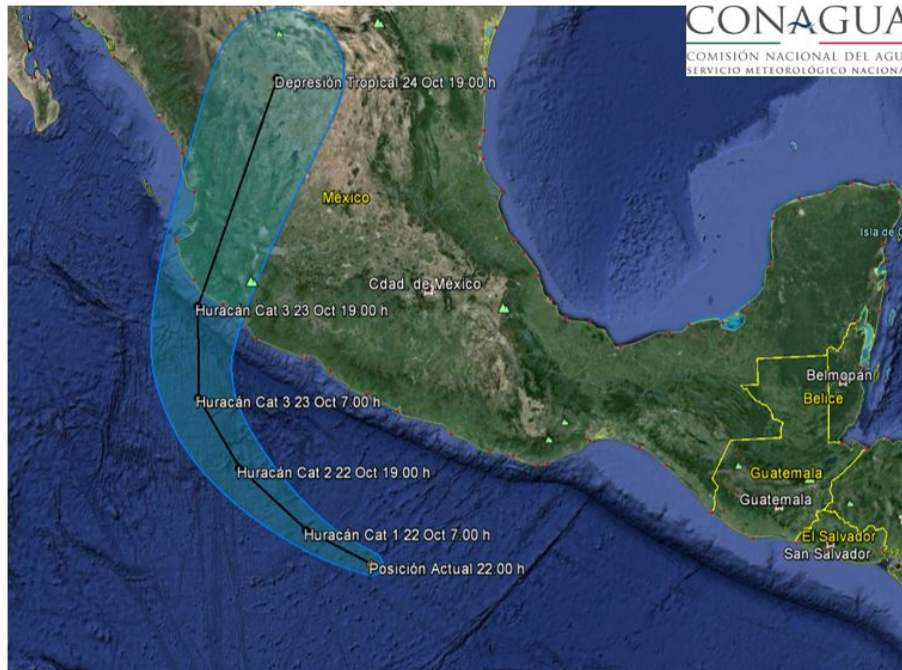 CONAGUA
COMISIÓN NACIONAL DEL AGU
SERVICIO METEOROLÓGICO NACIONA
Depresión Tropical 24 Oct 19:00 h
México
Isla de C
Cdad. de México
Huracán Cat 3 23 Oct 19:00 h
Belmopán
Belice
Huracán Cat 3 23 Oct 7:00 h
Huracán Cat 2 22 Oct 19:00 h
Guatemala
Guatemala
Huracán Cat 1 22 Oct 7:00 h
El Salvador
San Salvador
Posición Actual 22:00 h